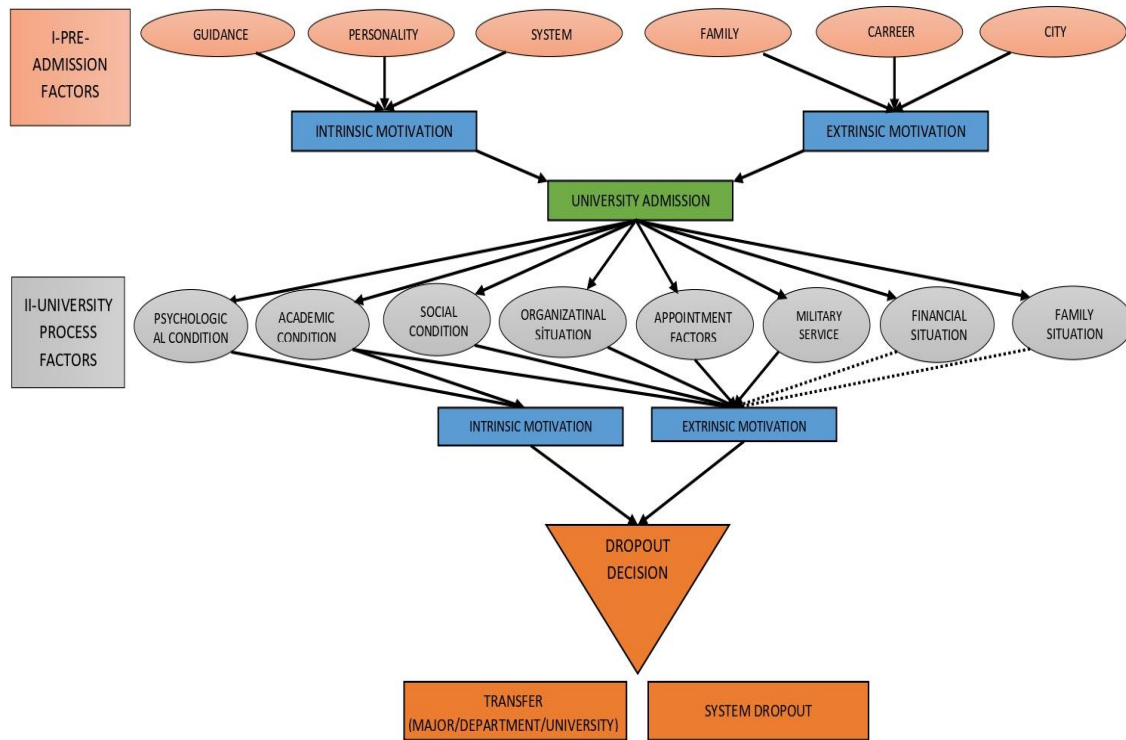 I-PRE-
ADMISSION
FACTORS
GUIDANCE
PERSONALITY
SYSTEM
FAMILY
CARREER
CITY
INTRINSIC MOTIVATION
EXTRINSIC MOTIVATION
UNIVERSITY ADMISSION
II-UNIVERSITY
PROCESS
FACTORS
PSYCHOLOGIC
AL CONDITION
ACADEMIC
CONDITION
SOCIAL
CONDITION
ORGANIZATINAL
SİTUATION
APPOINTMENT
FACTORS
MILITARY
SERVICE
FINANCIAL
SITUATION
FAMILY
SITUATION
INTRINSIC MOTIVATION
EXTRINSIC MOTIVATION
DROPOUT
DECISION
TRANSFER
(MAJOR/DEPARTMENT/UNIVERSITY)
SYSTEM DROPOUT